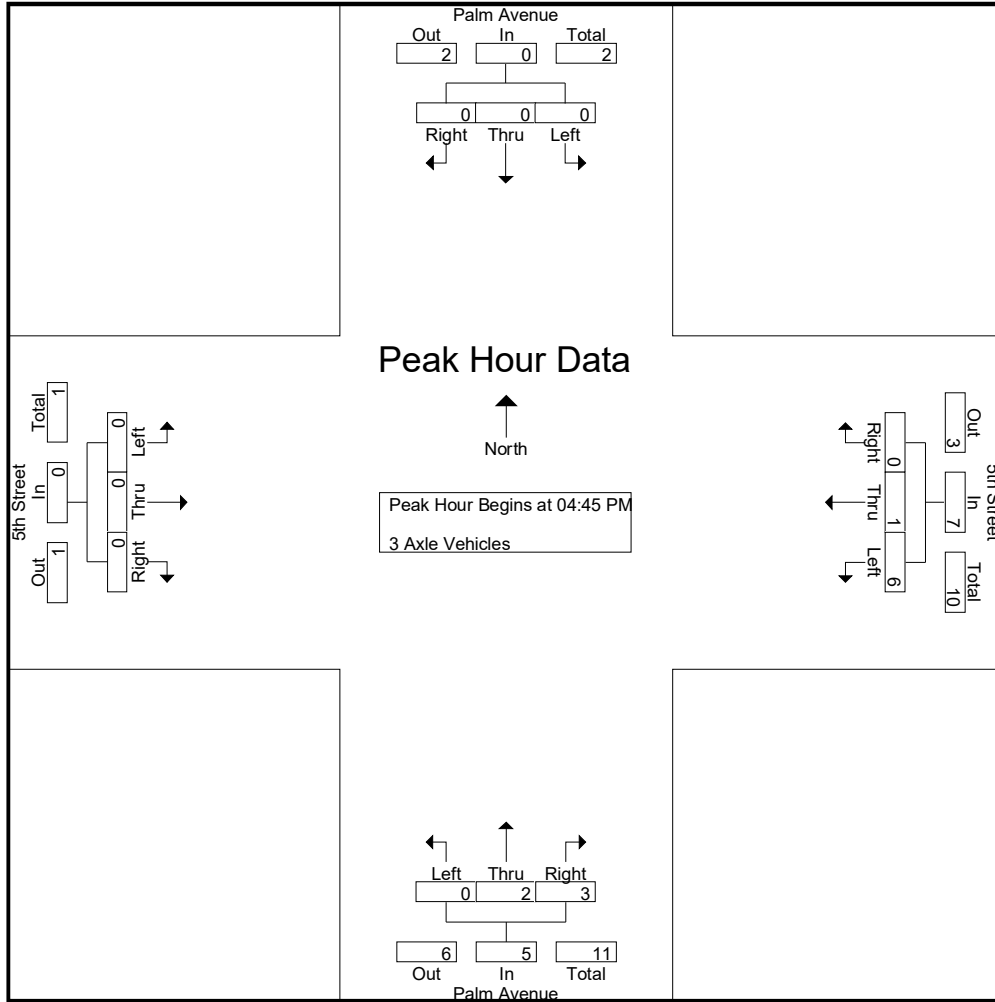 Palm Avenue
Out In Total
2 0 2
0 0 0
Right Thru Left
Peak Hour Data
North
Peak Hour Begins at 04:45 PM
3 Axle Vehicles
5th Street
Total In Out
1 0 1
0 0 0
Left Thru Right
Right Thru Left
0 1 6
Out In Total
3 7 10
5th Street
Left Thru Right
0 2 3
6 5 11
Out In Total
Palm Avenue